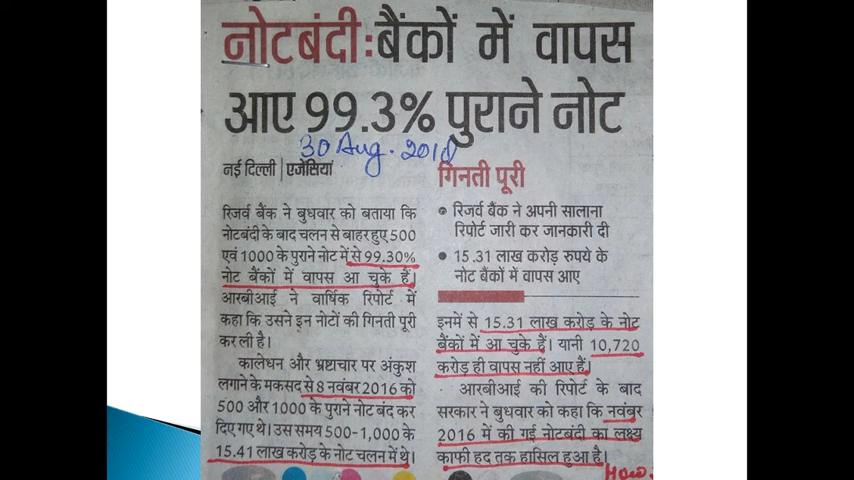 नोटबंदी:बैंकों में वापस
आए 99.3% पुराने नोट
30 Aug. 2018
नई दिल्ली | एजेंसियां
रिजर्व बैंक ने बुधवार को बताया कि
नोटबंदी के बाद चलन से बाहर हुए 500
एवं 1000 के पुराने नोट में से 99.30%
नोट बैंकों में वापस आ चुके हैं।
आरबीआई ने वार्षिक रिपोर्ट में
कहा कि उसने इन नोटों की गिनती पूरी
कर ली है।
कालेधन और भ्रष्टाचार पर अंकुश
लगाने के मकसद से 8 नवंबर 2016 को
500 और 1000 के पुराने नोट बंद कर
दिए गए थे। उस समय 500-1,000 के
15.41 लाख करोड़ के नोट चलन में थे।
गिनती पूरी
• रिजर्व बैंक ने अपनी सालाना
रिपोर्ट जारी कर जानकारी दी
• 15.31 लाख करोड़ रुपये के
नोट बैंकों में वापस आए
इनमें से 15.31 लाख करोड़ के नोट
बैंकों में आ चुके हैं। यानी 10,720
करोड़ ही वापस नहीं आए हैं।
आरबीआई की रिपोर्ट के बाद
सरकार ने बुधवार को कहा कि नवंबर
2016 में की गई नोटबंदी का लक्ष्य
काफी हद तक हासिल हुआ है।
How.